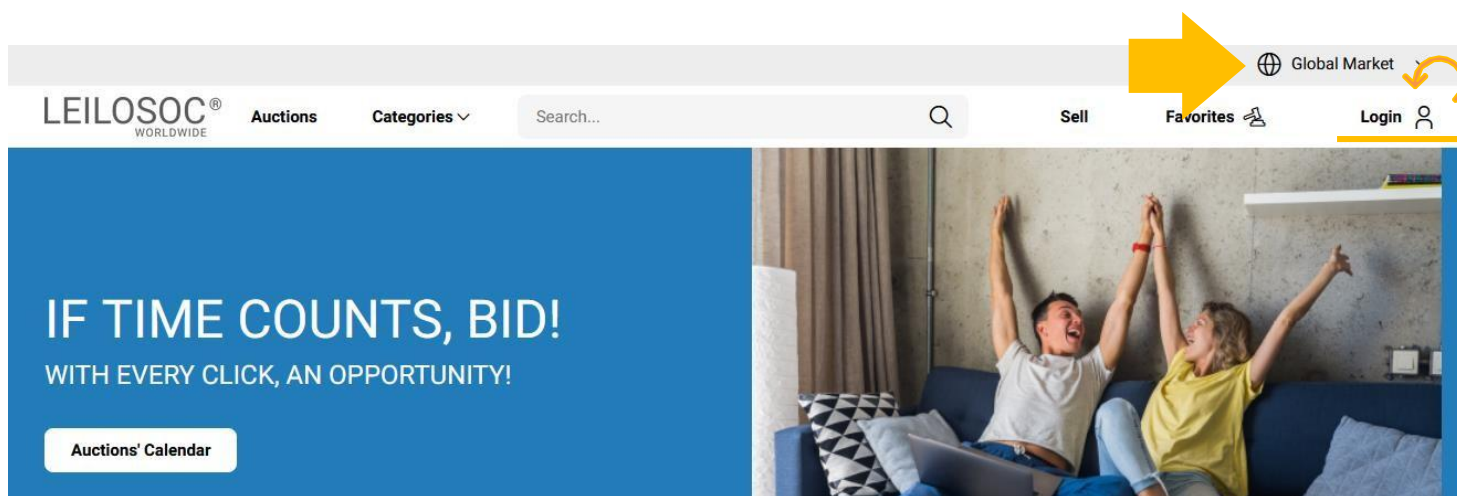 Global Market
LEILOSOC®
WORLDWIDE
Auctions
Categories
Search...
Sell
Favorites
Login
IF TIME COUNTS, BID!
WITH EVERY CLICK, AN OPPORTUNITY!
Auctions' Calendar